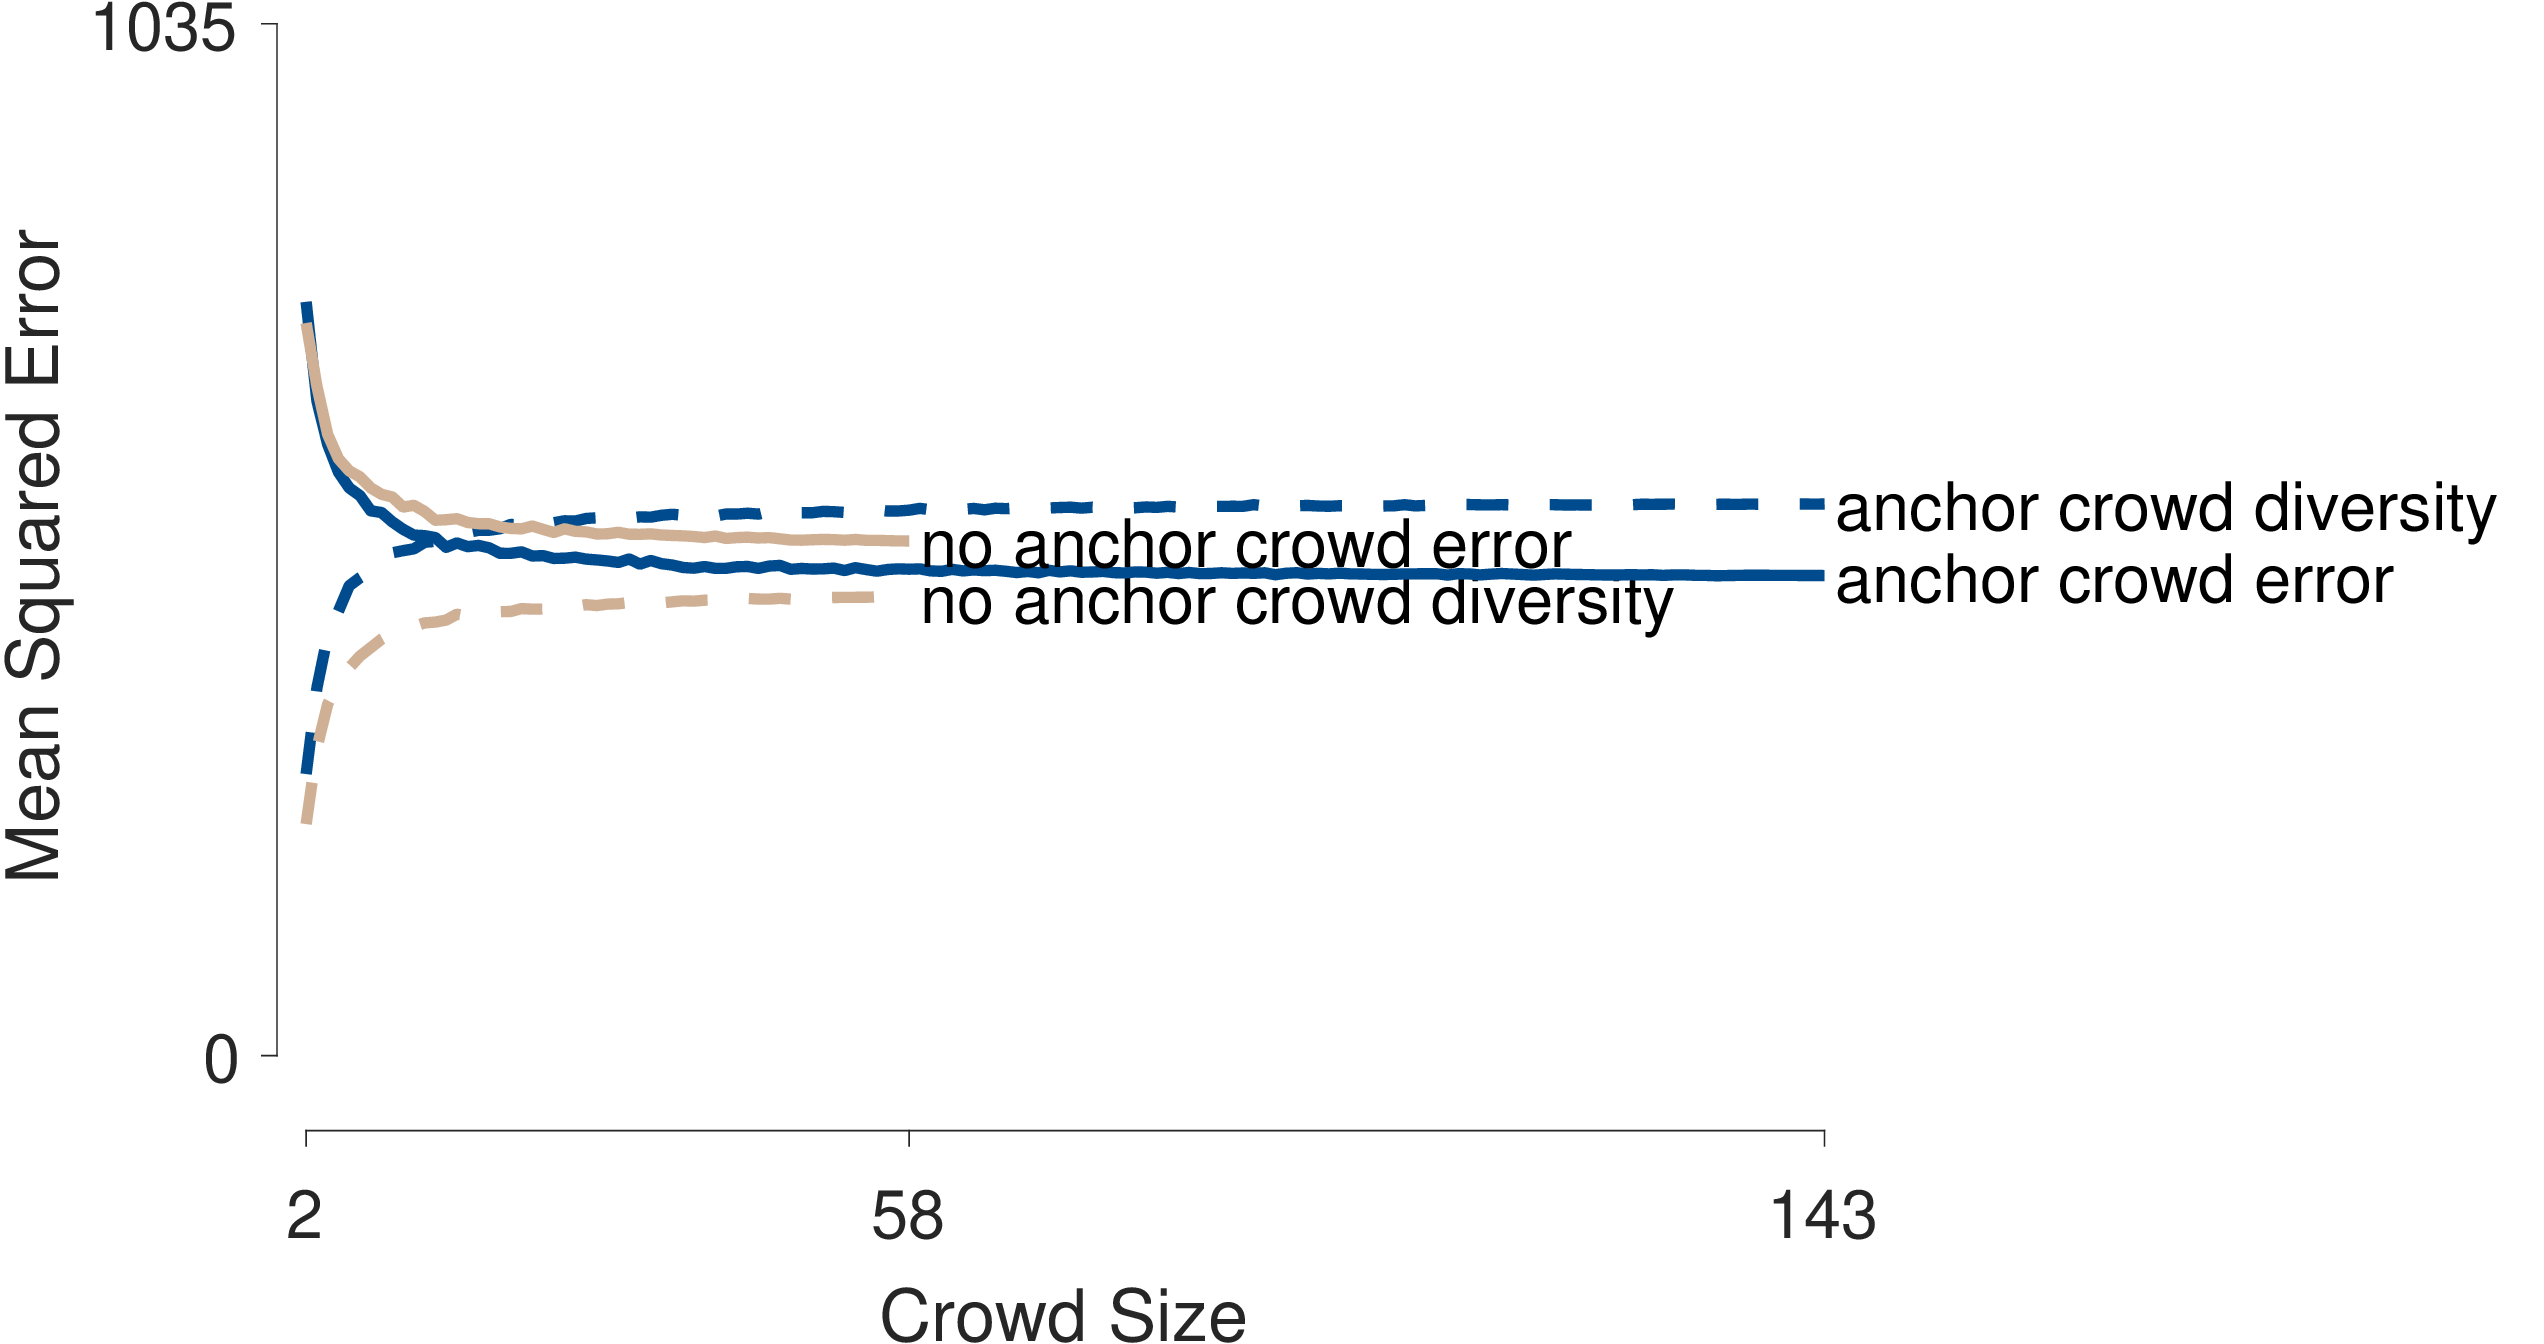 1035
Mean Squared Error
anchor crowd diversity
no anchor crowd error
anchor crowd error
no anchor crowd diversity
0
2
58
143
Crowd Size